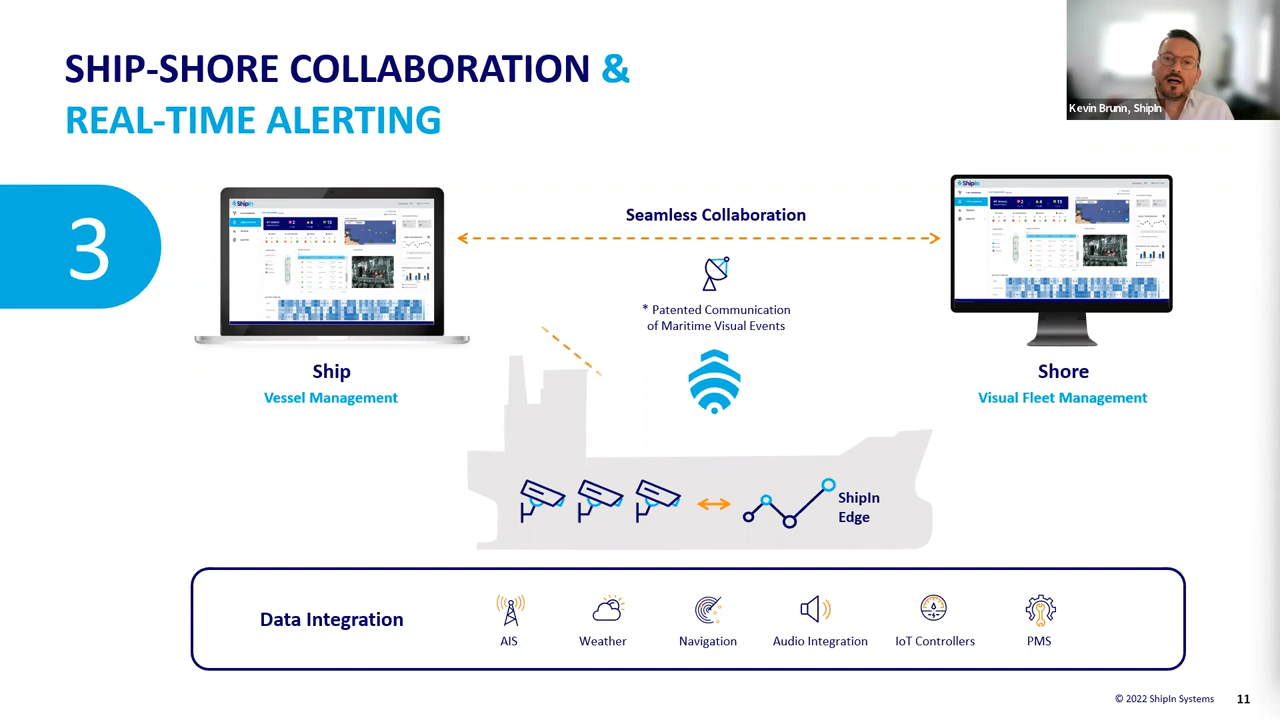 SHIP-SHORE COLLABORATION &
REAL-TIME ALERTING
Kevin Brunn, ShipIn
3
ShipIn
ShipIn
Seamless Collaboration
* Patented Communication
of Maritime Visual Events
Ship
Vessel Management
Shore
Visual Fleet Management
ShipIn
Edge
Data Integration
AIS
Weather
Navigation
Audio Integration
IoT Controllers
PMS
© 2022 ShipIn Systems
11